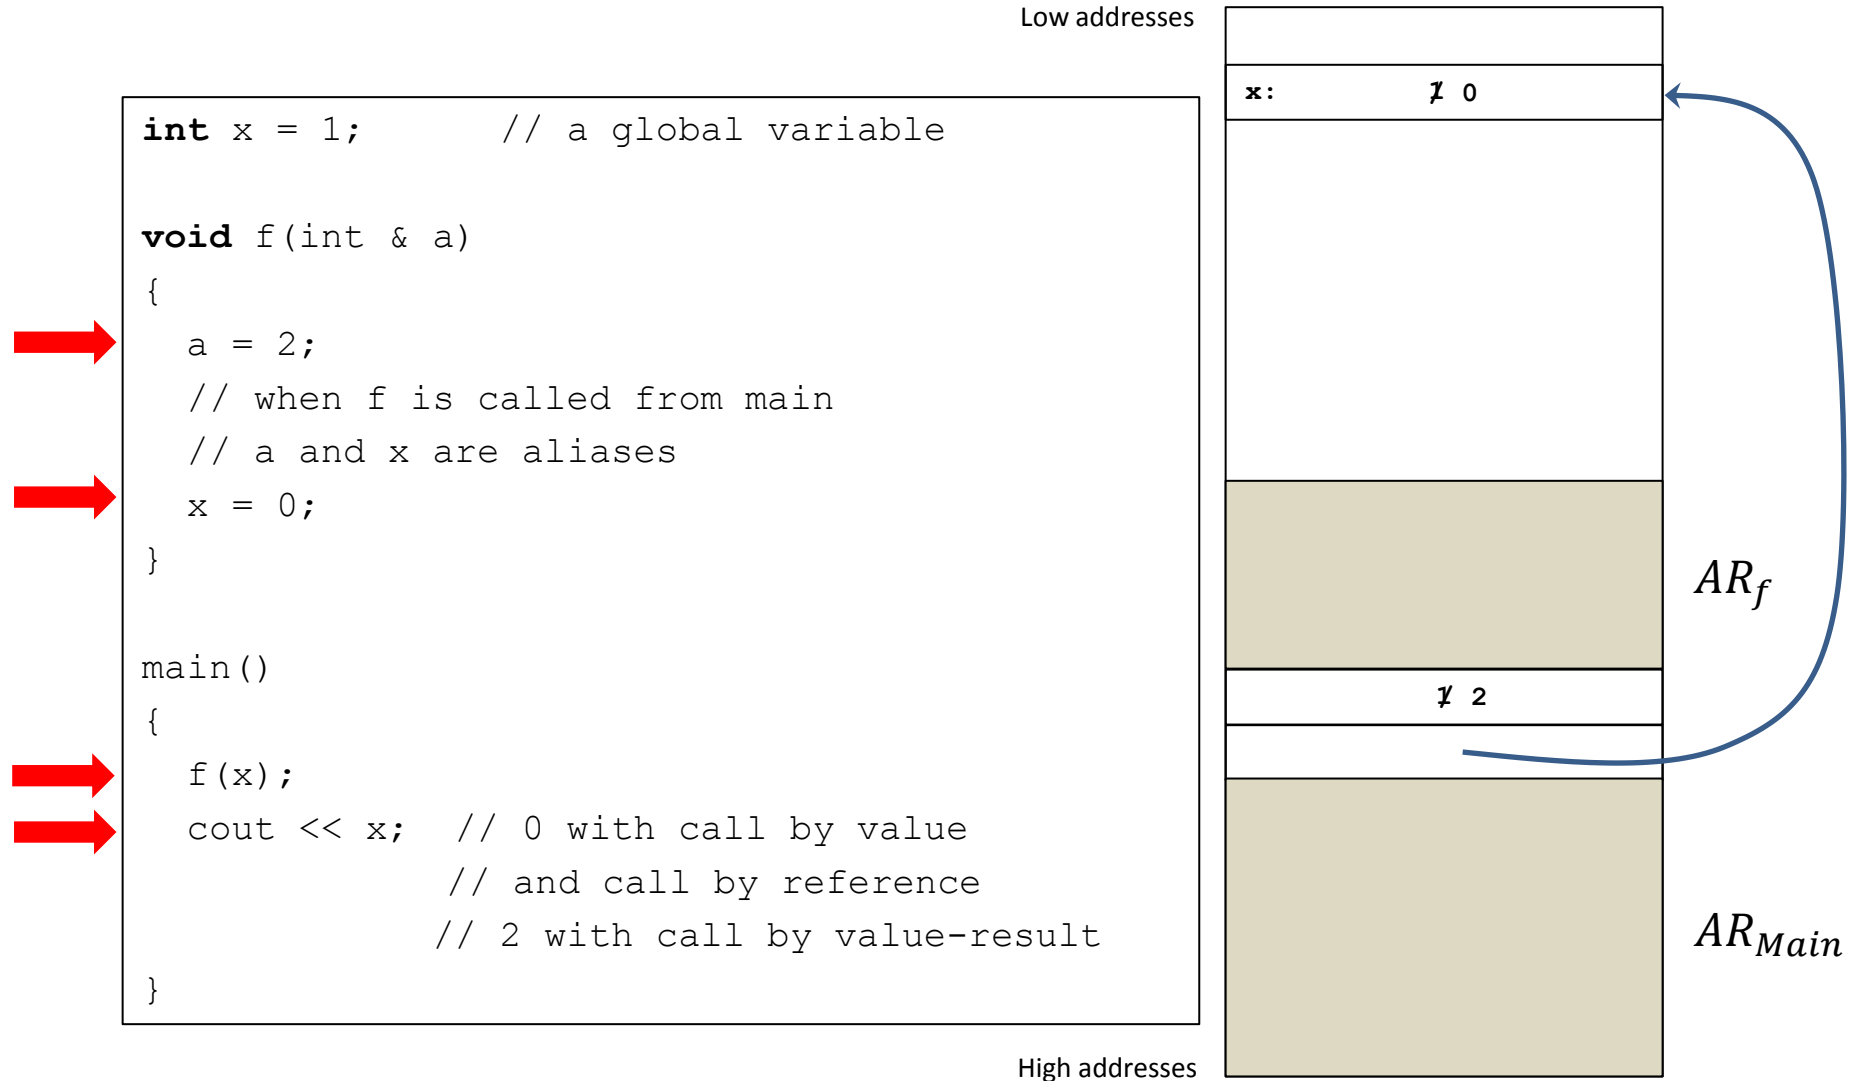 Low addresses
int x = 1; // a global variable
void f(int & a)
{
a = 2;
// when f is called from main
// a and x are aliases
x = 0;
}
main()
{
f(x);
cout << x; // 0 with call by value
// and call by reference
// 2 with call by value-result
}
x: 1 0
AR_f
1 2
AR_Main
High addresses